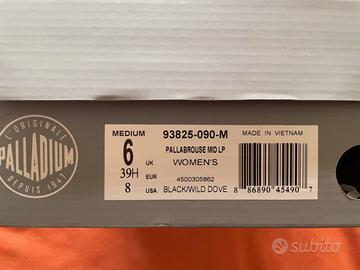 L'ORIGINALE
PALLADIUM
DEPUIS 1947
MEDIUM
6 UK
39H EUR
8 USA
93825-090-M
PALLABROUSE MID LP
WOMEN'S
4500305862
BLACK/WILD DOVE
MADE IN VIETNAM
8 86890 45490 7
subito